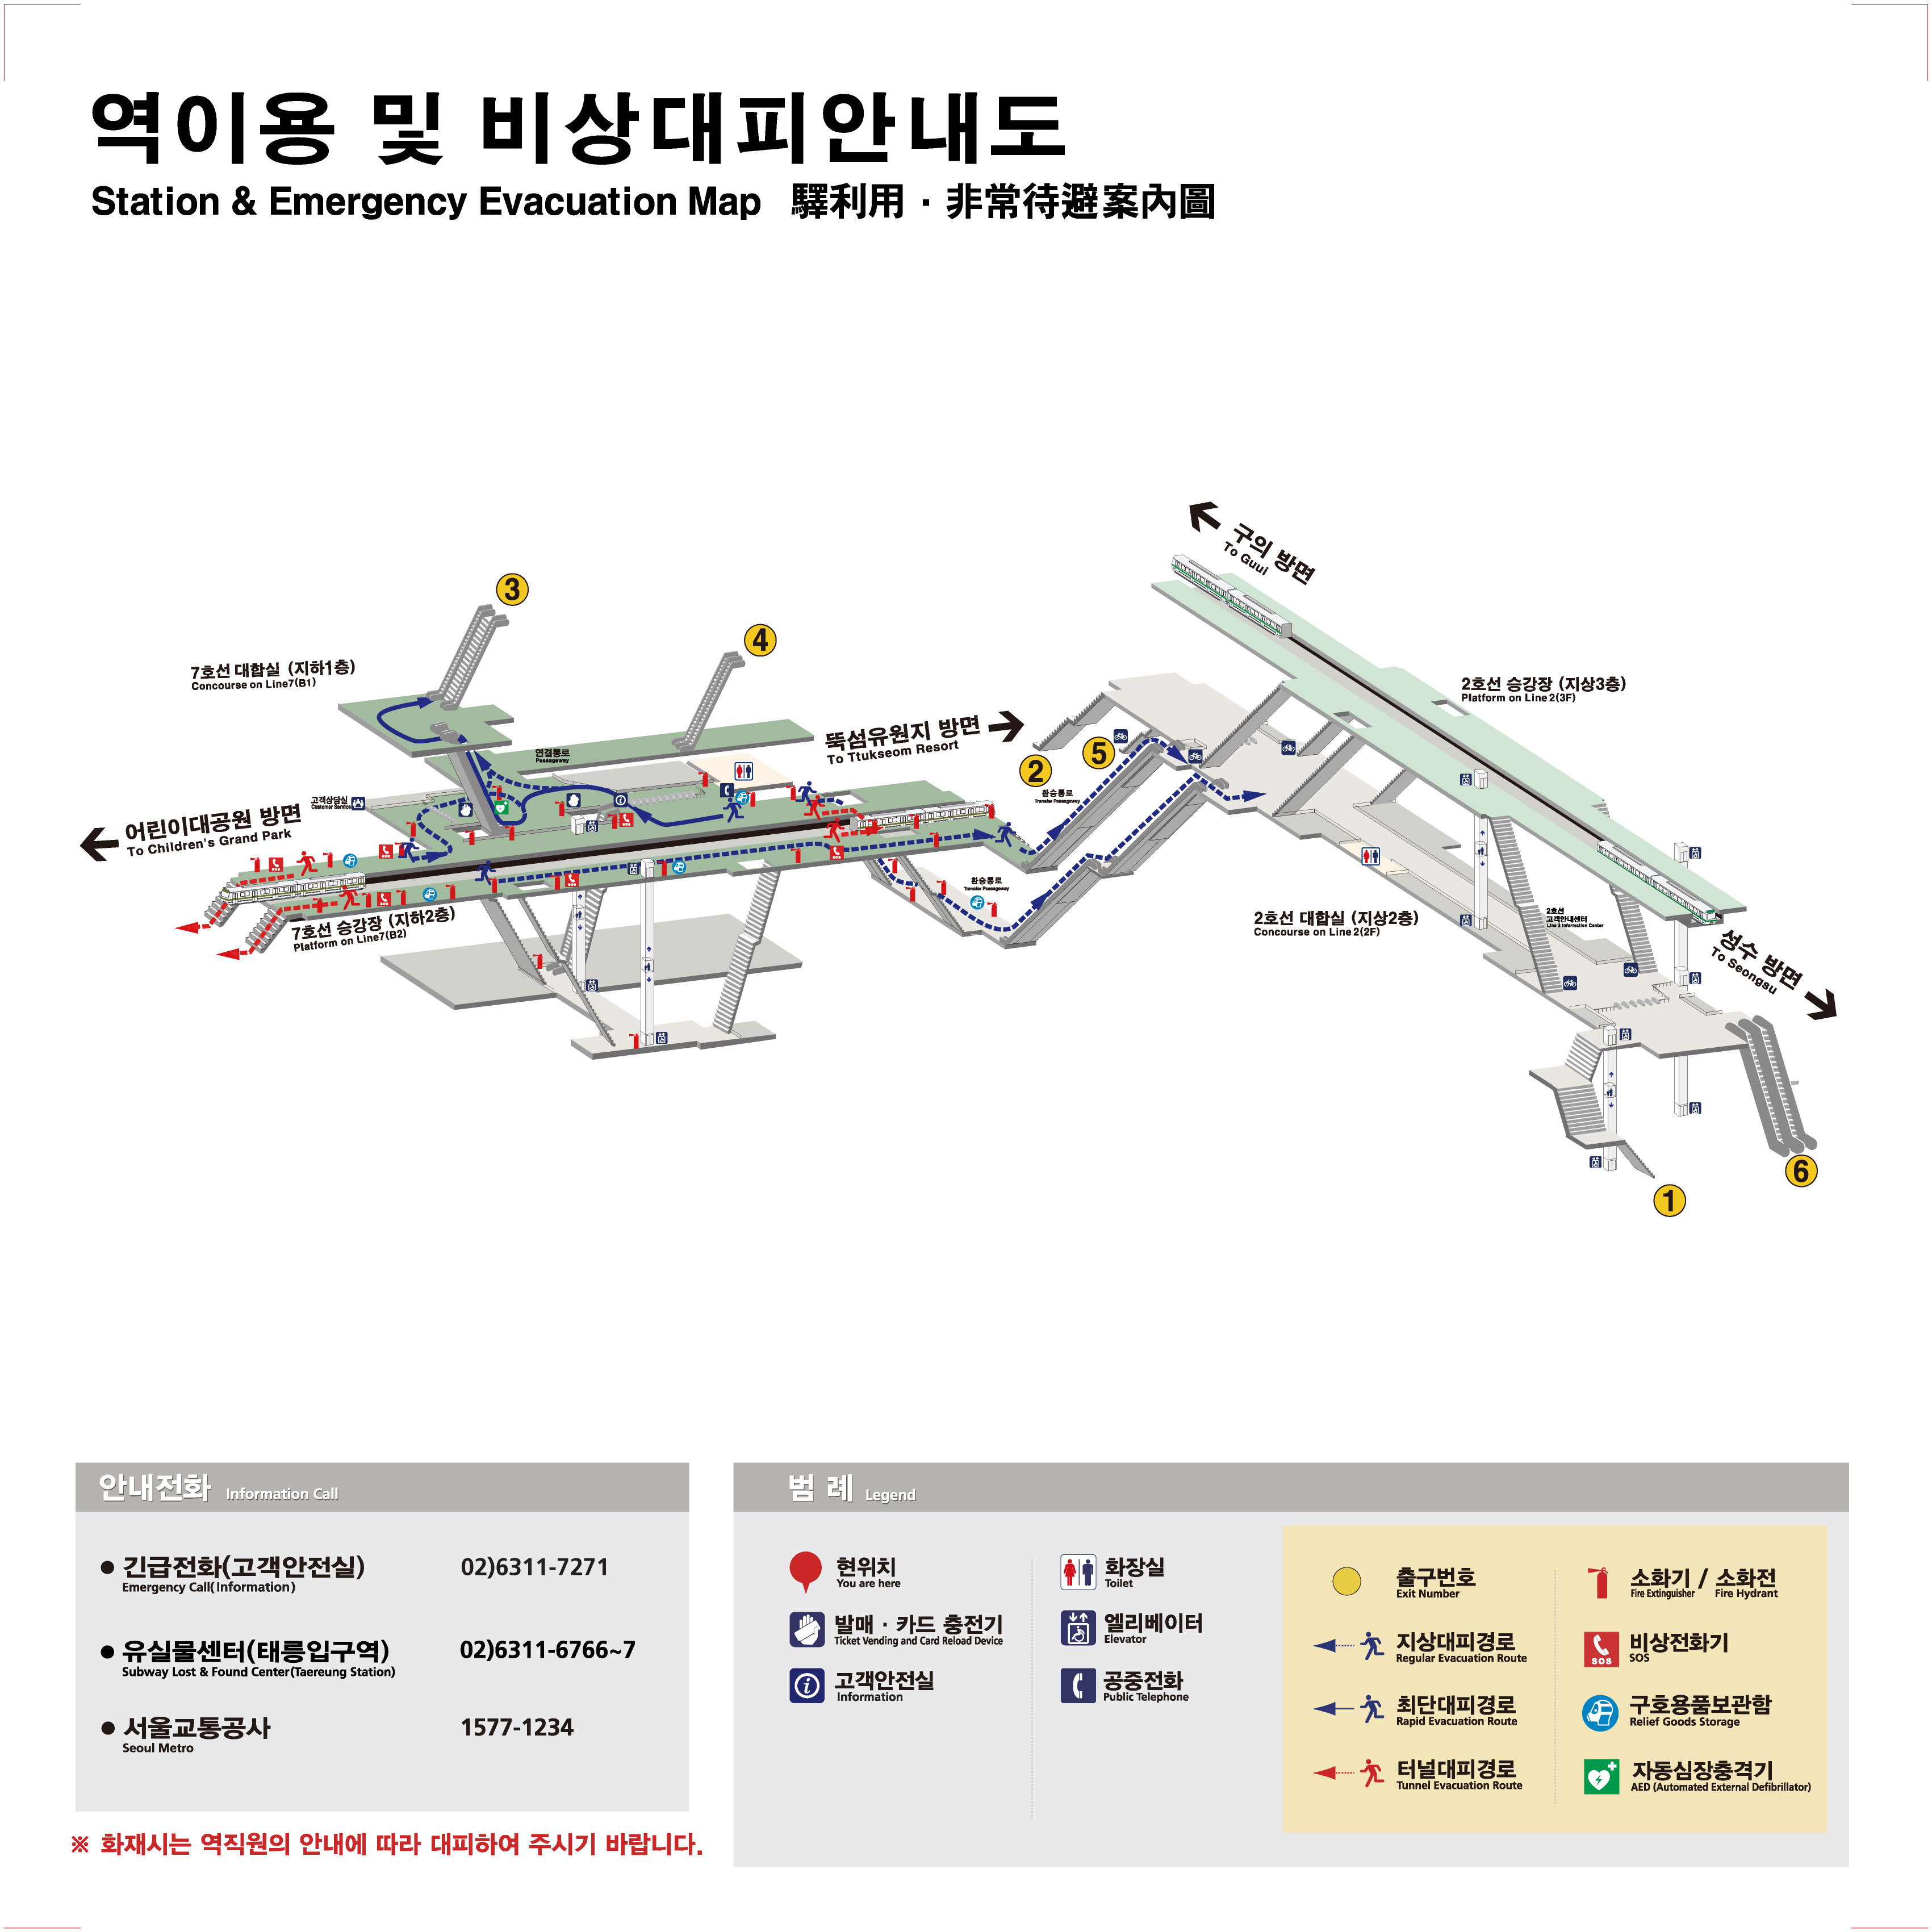 역이용 및 비상대피안내도
Station & Emergency Evacuation Map 驛利用 · 非常待避案內圖
구의 방면
To Guui
3
4
7호선 대합실 (지하1층)
Concourse on Line7(B1)
2호선 승강장 (지상3층)
Platform on Line 2(3F)
뚝섬유원지 방면
To Ttukseom Resort
연결통로
Passageway
5
2
환승통로
Transfer Passageway
고객상담실
Customer Service
어린이대공원 방면
To Children's Grand Park
환승통로
Transfer Passageway
7호선 승강장 (지하2층)
Platform on Line7(B2)
2호선 대합실 (지상2층)
Concourse on Line 2(2F)
2호선
고객안내센터
Line 2 Information Center
성수 방면
To Seongsu
6
1
안내전화 Information Call
긴급전화(고객안전실) 02)6311-7271
Emergency Call(Information)
유실물센터(태릉입구역) 02)6311-6766~7
Subway Lost & Found Center(Taereung Station)
서울교통공사 1577-1234
Seoul Metro
※ 화재시는 역직원의 안내에 따라 대피하여 주시기 바랍니다.
범 례 Legend
현위치
You are here
발매 · 카드 충전기
Ticket Vending and Card Reload Device
고객안전실
Information
화장실
Toilet
엘리베이터
Elevator
공중전화
Public Telephone
출구번호
Exit Number
지상대피경로
Regular Evacuation Route
최단대피경로
Rapid Evacuation Route
터널대피경로
Tunnel Evacuation Route
소화기 / 소화전
Fire Extinguisher Fire Hydrant
SOS
비상전화기
SOS
구호용품보관함
Relief Goods Storage
자동심장충격기
AED (Automated External Defibrillator)